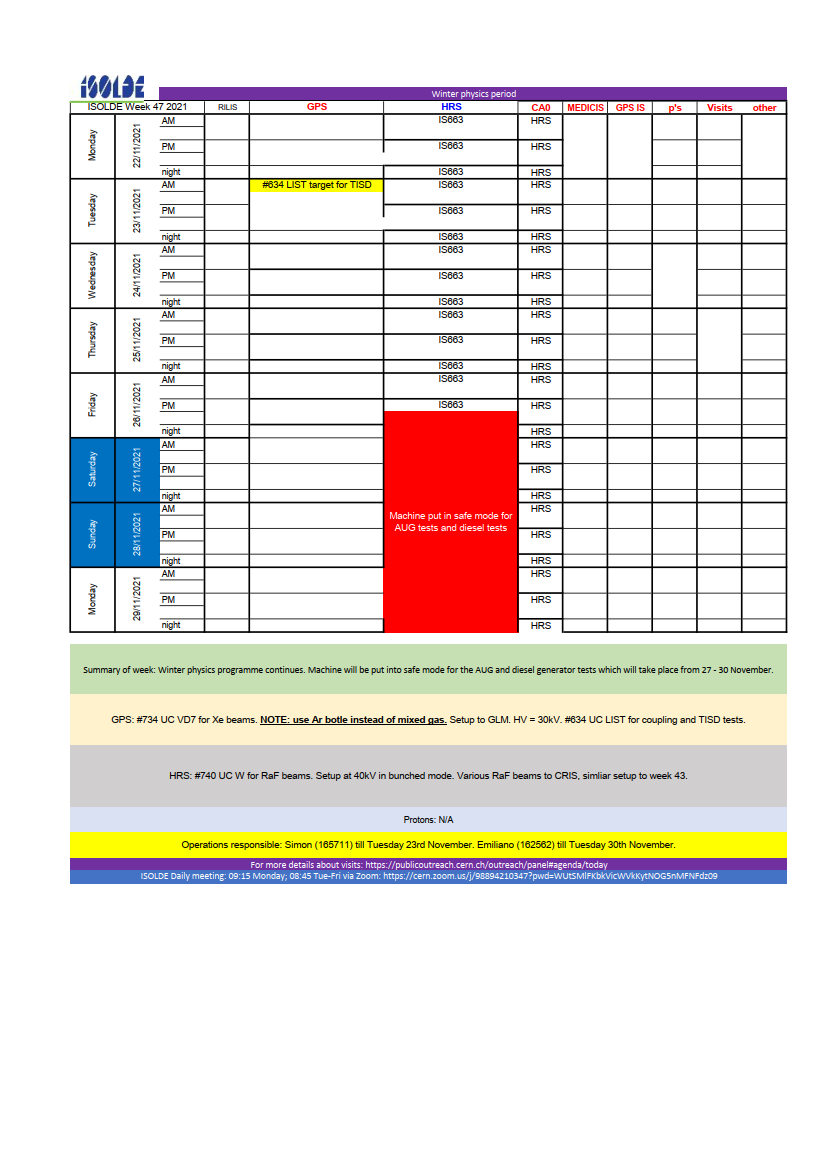 ISOLDE
Winter physics period
ISOLDE Week 47 2021 RILIS GPS HRS CA0 MEDICIS GPS IS p's Visits other
Monday 22/11/2021 AM IS663 HRS
PM IS663 HRS
night IS663 HRS
Tuesday 23/11/2021 AM #634 LIST target for TISD IS663 HRS
PM IS663 HRS
night IS663 HRS
Wednesday 24/11/2021 AM IS663 HRS
PM IS663 HRS
night IS663 HRS
Thursday 25/11/2021 AM IS663 HRS
PM IS663 HRS
night IS663 HRS
Friday 26/11/2021 AM IS663 HRS
PM IS663 HRS
night HRS
Saturday 27/11/2021 AM HRS
PM HRS
night HRS
Machine put in safe mode for
AUG tests and diesel tests
Sunday 28/11/2021 AM HRS
PM HRS
night HRS
Monday 29/11/2021 AM HRS
PM HRS
night HRS
Summary of week: Winter physics programme continues. Machine will be put into safe mode for the AUG and diesel generator tests which will take place from 27 - 30 November.
GPS: #734 UC VD7 for Xe beams. NOTE: use Ar botle instead of mixed gas. Setup to GLM. HV = 30kV. #634 UC LIST for coupling and TISD tests.
HRS: #740 UC W for RaF beams. Setup at 40kV in bunched mode. Various RaF beams to CRIS, simliar setup to week 43.
Protons: N/A
Operations responsible: Simon (165711) till Tuesday 23rd November. Emiliano (162562) till Tuesday 30th November.
For more details about visits: https://publicoutreach.cern.ch/outreach/panel#agenda/today
ISOLDE Daily meeting: 09:15 Monday; 08:45 Tue-Fri via Zoom: https://cern.zoom.us/j/98894210347?pwd=WUtSMlFKbkVicWVkKytNOG5nMFNFdz09